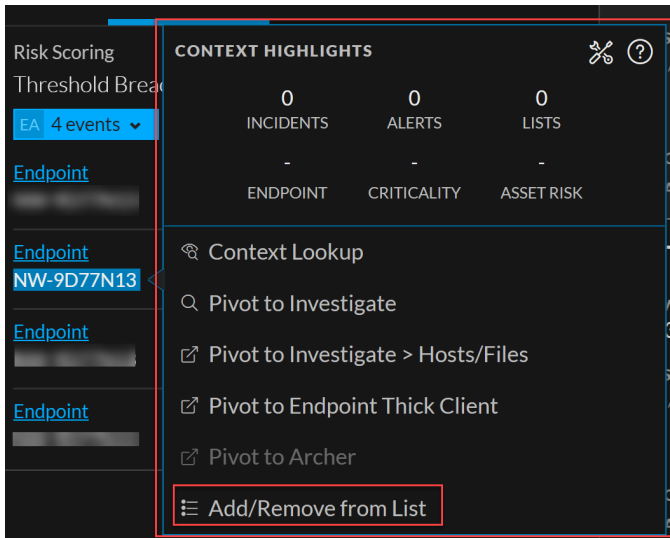 Risk Scoring
Threshold Brea
EA 4 events
Endpoint
Endpoint
NW-9D77N13
Endpoint
Endpoint
CONTEXT HIGHLIGHTS
?
0 0 0
INCIDENTS ALERTS LISTS
- - -
ENDPOINT CRITICALITY ASSET RISK
Context Lookup
Pivot to Investigate
Pivot to Investigate > Hosts/Files
Pivot to Endpoint Thick Client
Pivot to Archer
Add/Remove from List